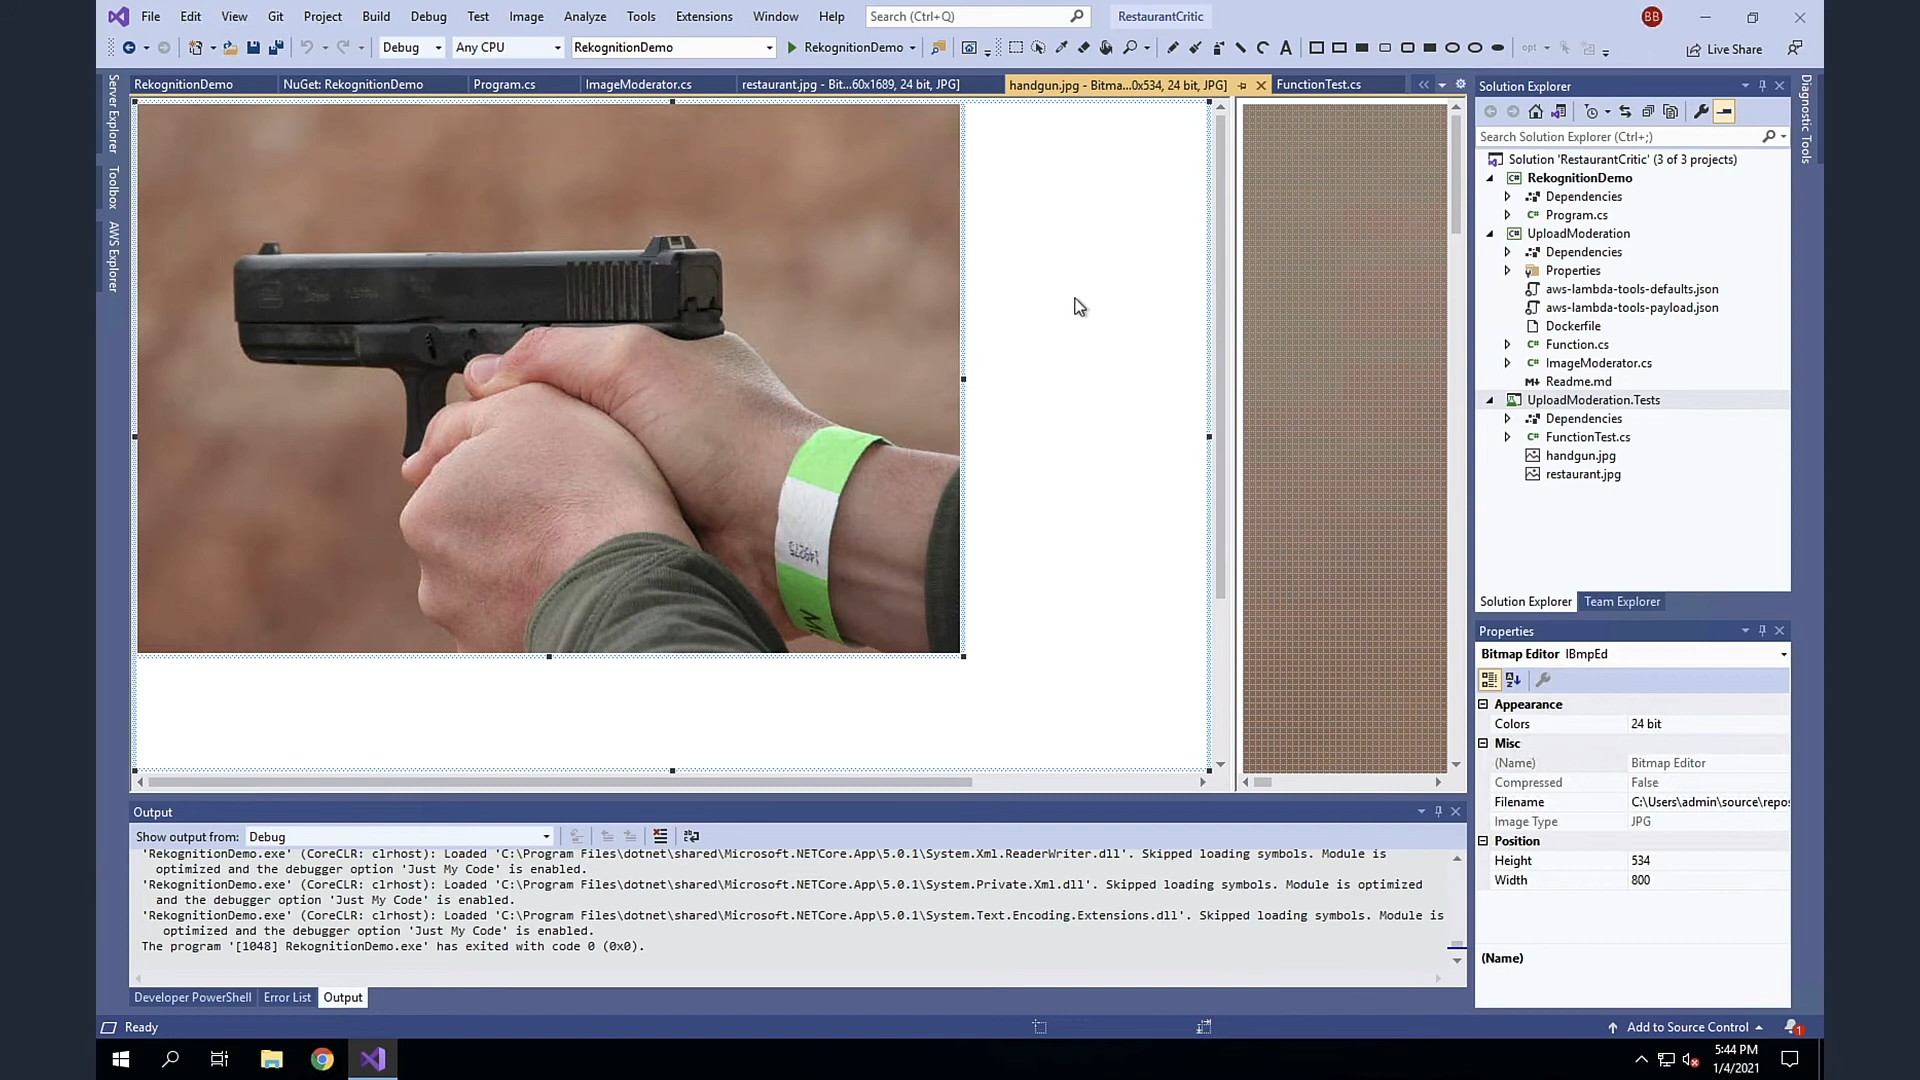 File Edit View Git Project Build Debug Test Image Analyze Tools Extensions Window Help Search (Ctrl+Q) RestaurantCritic BB
Debug Any CPU RekognitionDemo RekognitionDemo A opt Live Share
RekognitionDemo NuGet: RekognitionDemo Program.cs ImageModerator.cs restaurant.jpg - Bit...60x1689, 24 bit, JPG] handgun.jpg - Bitma...0x534, 24 bit, JPG] FunctionTest.cs
Server Explorer
Toolbox
AWS Explorer
149275
Solution Explorer
Search Solution Explorer (Ctrl+;)
Solution 'RestaurantCritic' (3 of 3 projects)
RekognitionDemo
Dependencies
Program.cs
UploadModeration
Dependencies
Properties
aws-lambda-tools-defaults.json
aws-lambda-tools-payload.json
Dockerfile
Function.cs
ImageModerator.cs
Readme.md
UploadModeration.Tests
Dependencies
FunctionTest.cs
handgun.jpg
restaurant.jpg
Solution Explorer Team Explorer
Diagnostic Tools
Properties
Bitmap Editor IBmpEd
Appearance
Colors 24 bit
Misc
(Name) Bitmap Editor
Compressed False
Filename C:\Users\admin\source\repos
Image Type JPG
Position
Height 534
Width 800
(Name)
Output
Show output from: Debug
'RekognitionDemo.exe' (CoreCLR: clrhost): Loaded 'C:\Program Files\dotnet\shared\Microsoft.NETCore.App\5.0.1\System.Xml.ReaderWriter.dll'. Skipped loading symbols. Module is
optimized and the debugger option 'Just My Code' is enabled.
'RekognitionDemo.exe' (CoreCLR: clrhost): Loaded 'C:\Program Files\dotnet\shared\Microsoft.NETCore.App\5.0.1\System.Private.Xml.dll'. Skipped loading symbols. Module is optimized
and the debugger option 'Just My Code' is enabled.
'RekognitionDemo.exe' (CoreCLR: clrhost): Loaded 'C:\Program Files\dotnet\shared\Microsoft.NETCore.App\5.0.1\System.Text.Encoding.Extensions.dll'. Skipped loading symbols. Module is
optimized and the debugger option 'Just My Code' is enabled.
The program '[1048] RekognitionDemo.exe' has exited with code 0 (0x0).
Developer PowerShell Error List Output
Ready Add to Source Control 1
5:44 PM
1/4/2021